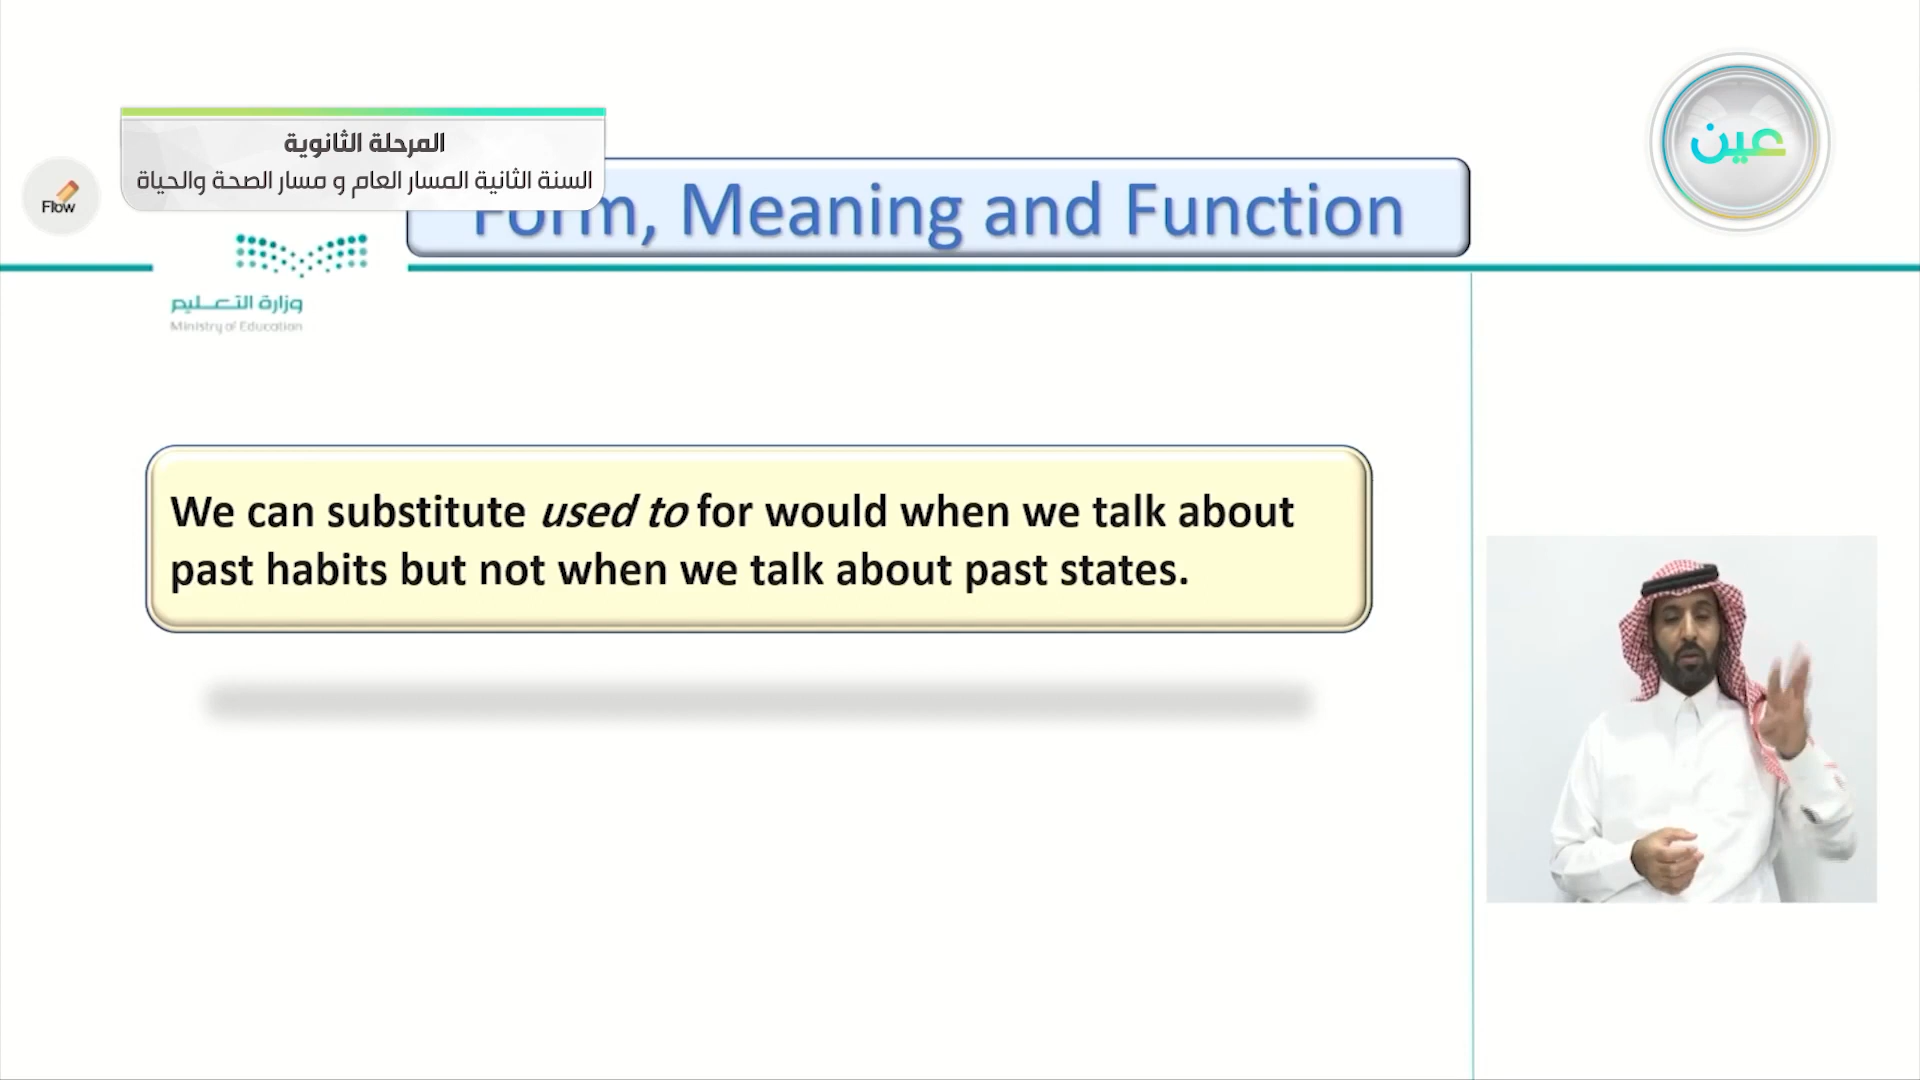 المرحلة الثانوية
السنة الثانية المسار العام و مسار الصحة والحياة
عين
Flow
Form, Meaning and Function
وزارة التعليم
Ministry of Education
We can substitute used to for would when we talk about
past habits but not when we talk about past states.